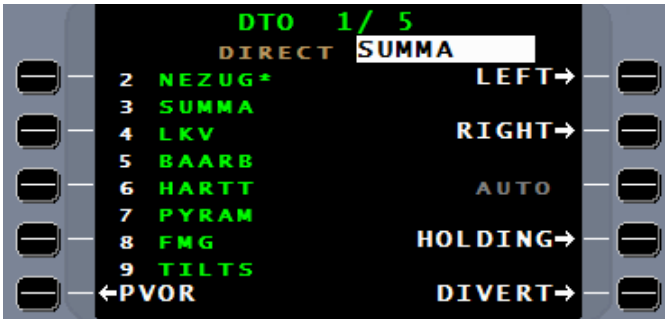 DTO 1/ 5
DIRECT SUMMA
2 NEZUG* LEFT→
3 SUMMA
4 LKV RIGHT→
5 BAARB
6 HARTT AUTO
7 PYRAM
8 FMG HOLDING→
9 TILTS
←PVOR DIVERT→